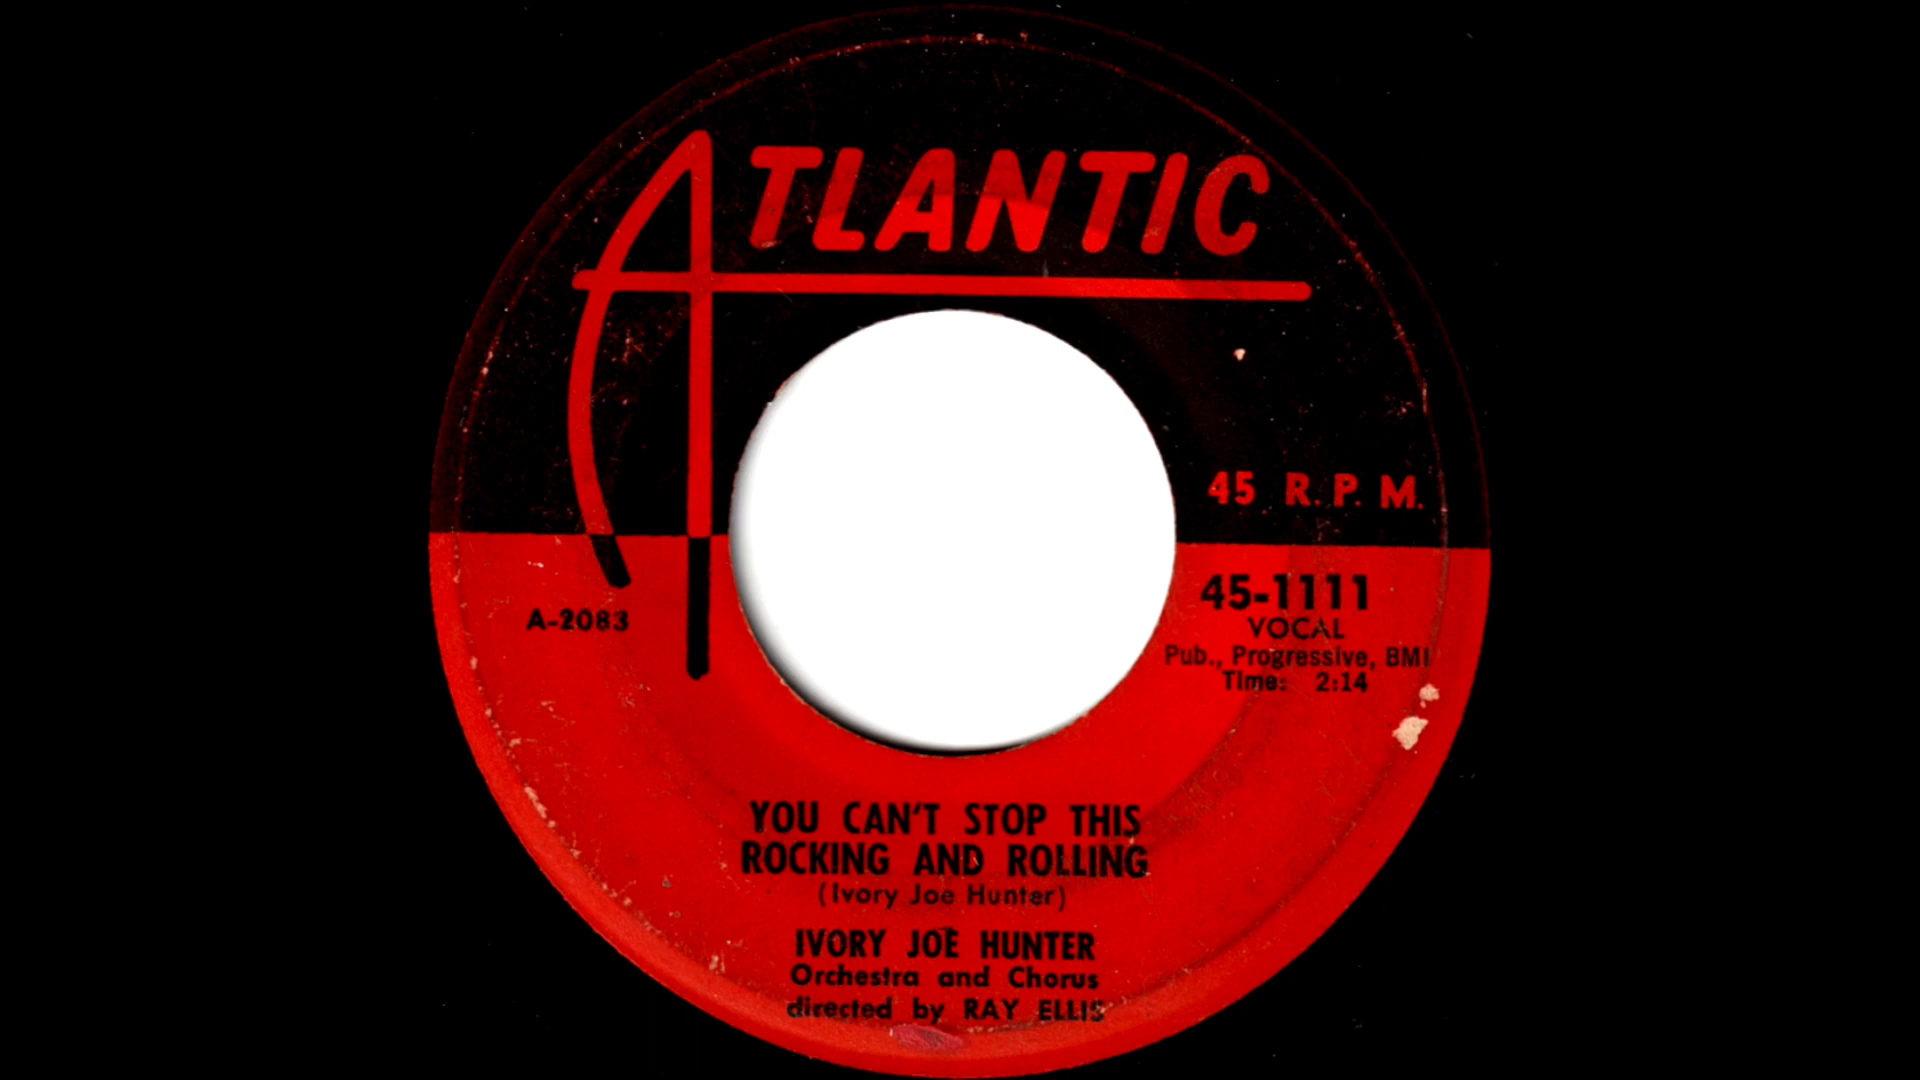 ATLANTIC
45 R.P.M.
A-2083
45-1111
VOCAL
Pub., Progressive, BMI
Time: 2:14
YOU CAN'T STOP THIS
ROCKING AND ROLLING
(Ivory Joe Hunter)
IVORY JOE HUNTER
Orchestra and Chorus
directed by RAY ELLIS